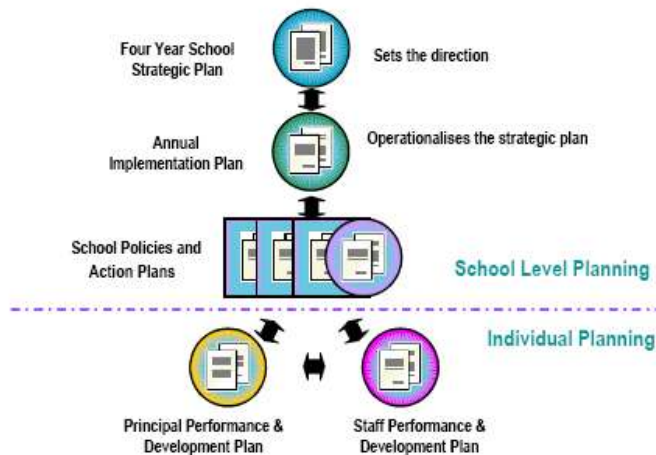 Four Year School
Strategic Plan
Sets the direction
Annual
Implementation Plan
Operationalises the strategic plan
School Policies and
Action Plans
School Level Planning
Individual Planning
Principal Performance &
Development Plan
Staff Performance &
Development Plan